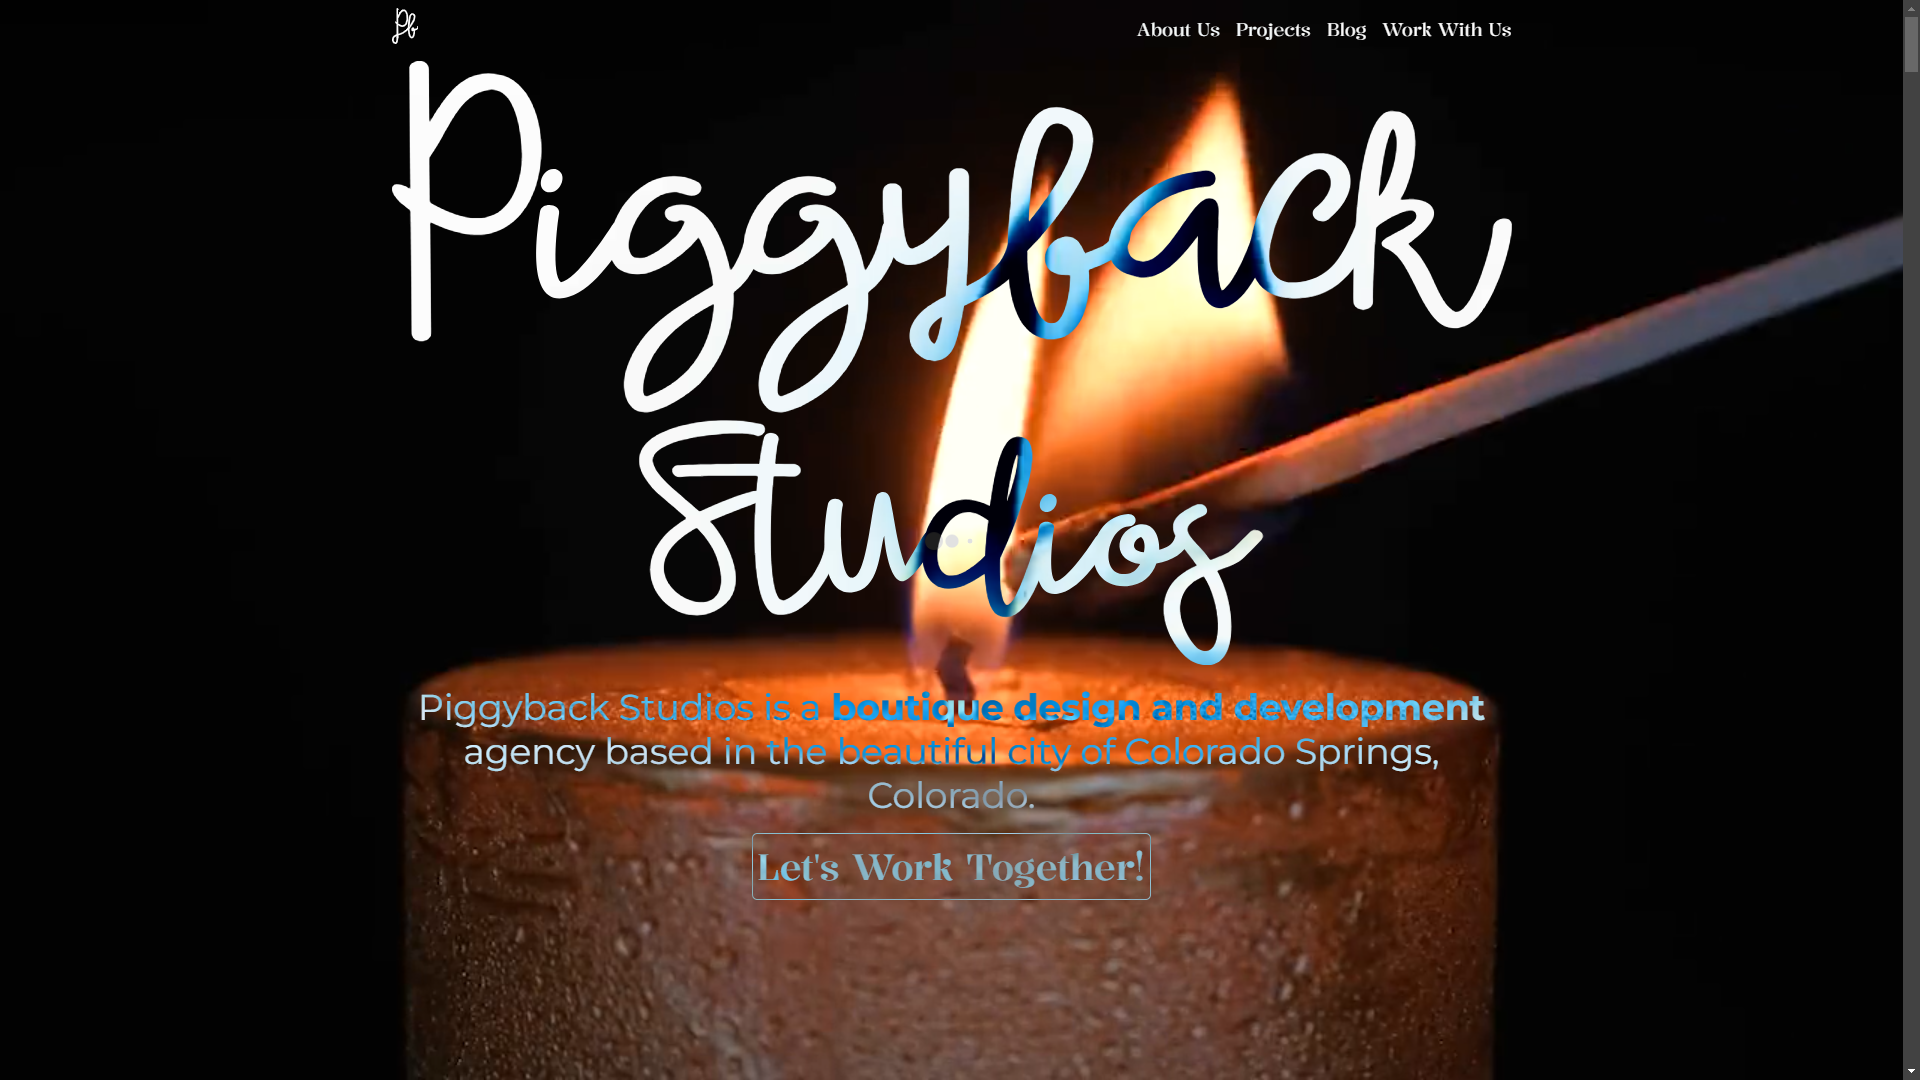 Pb
About Us Projects Blog Work With Us
Piggyback
Studios
Piggyback Studios is a boutique design and development
agency based in the beautiful city of Colorado Springs,
Colorado.
Let's Work Together!